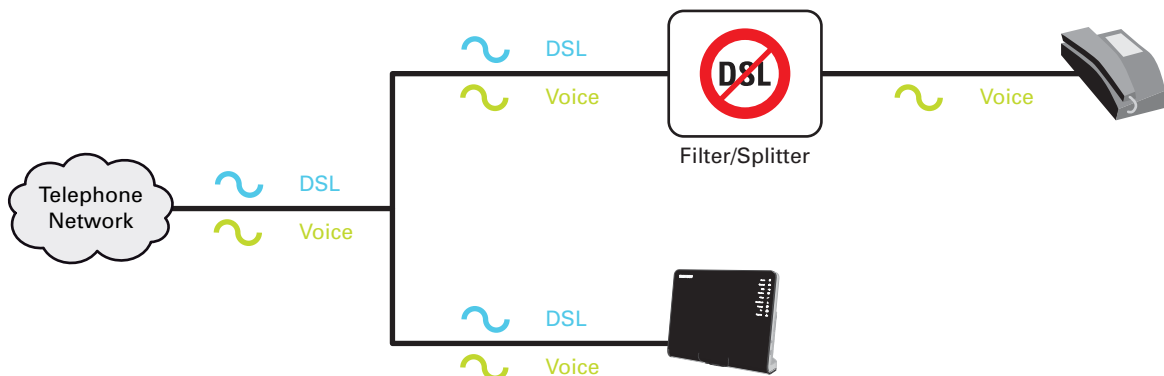 DSL
Voice
DSL
Filter/Splitter
Voice
Telephone
Network
DSL
Voice
DSL
Voice